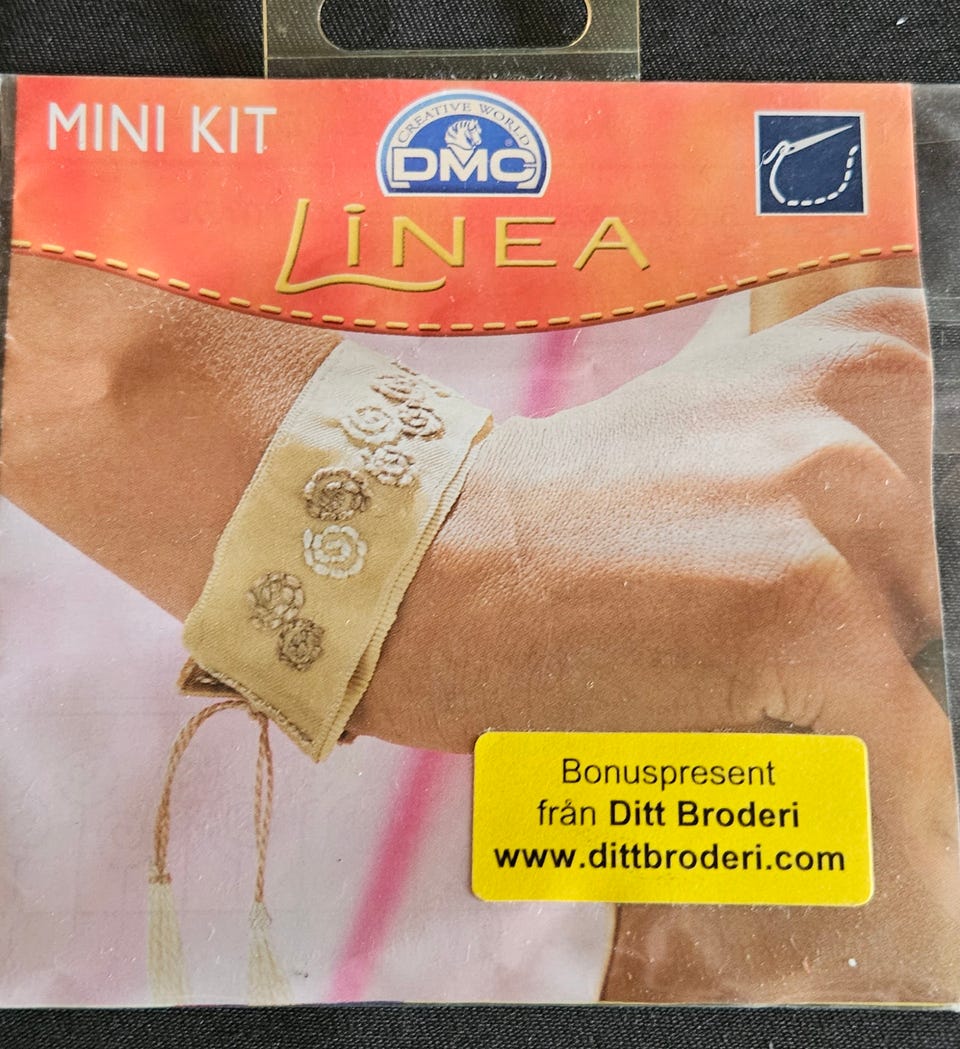 MINI KIT
CREATIVE WORLD
DMC
LiNEA
Bonuspresent
från Ditt Broderi
www.dittbroderi.com